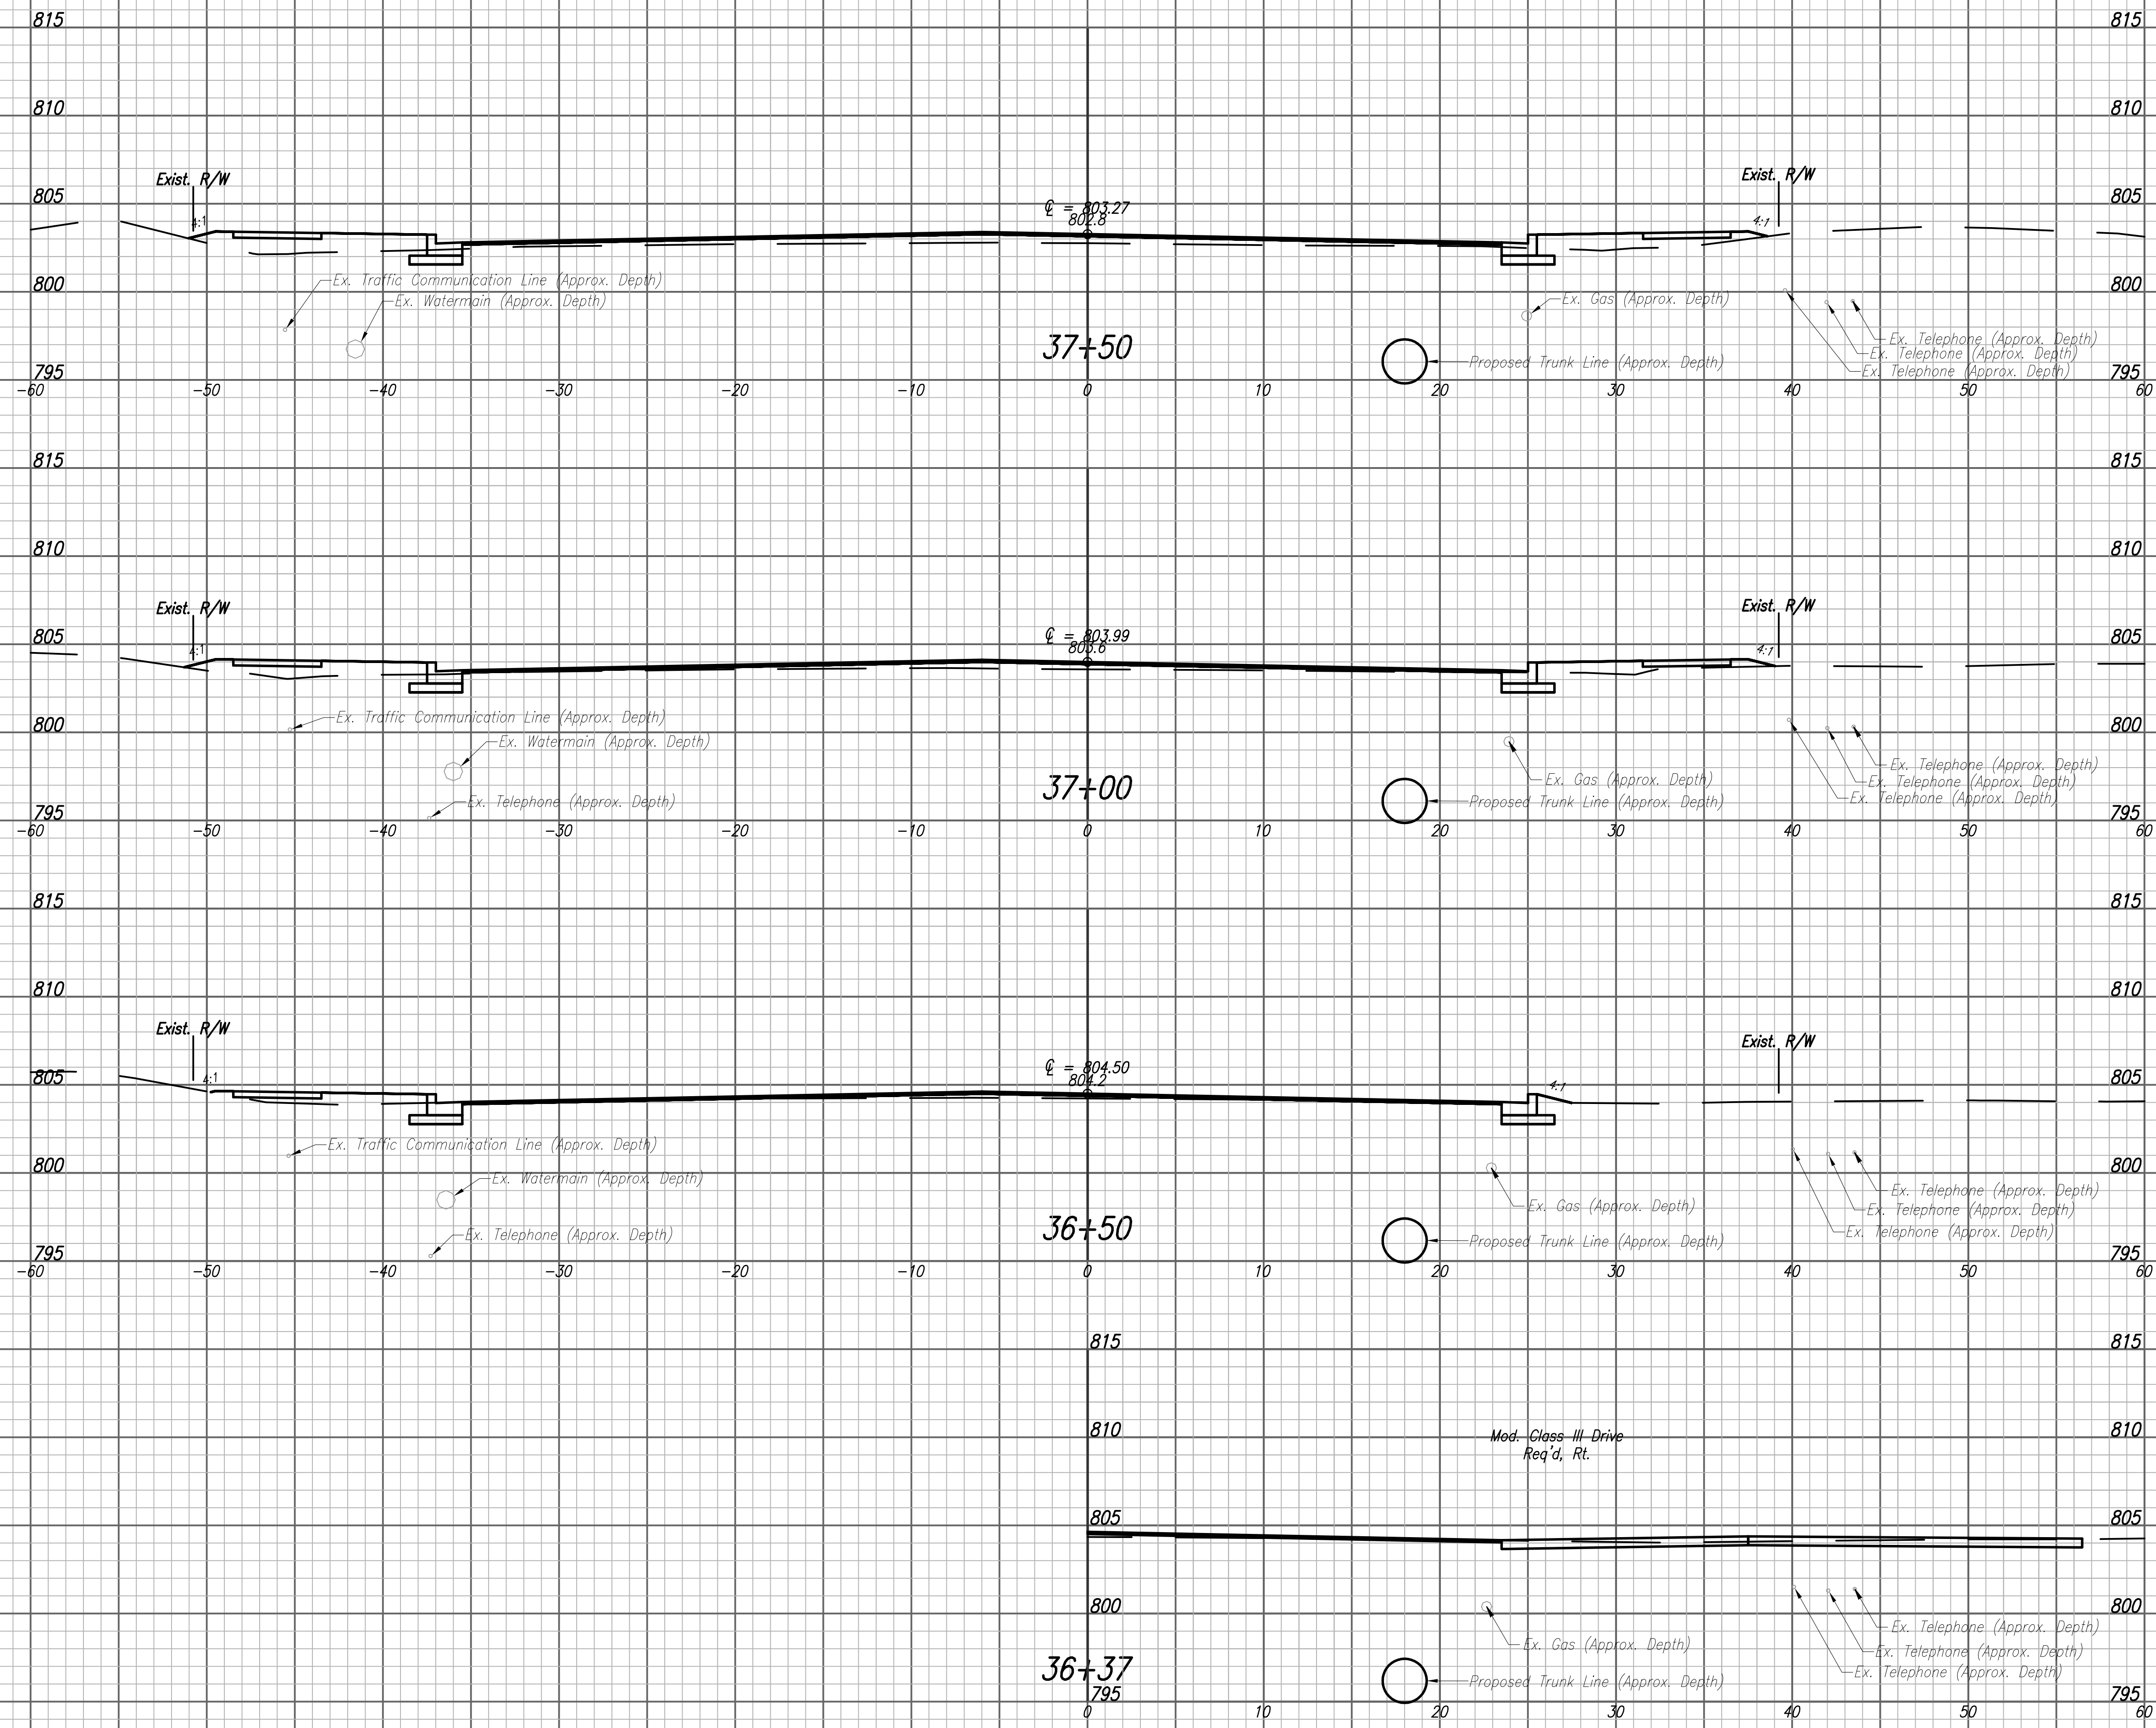 815 815
810 810
Exist. R/W Exist. R/W
805 ℄ = 803.27 805
4:1 802.8 4:1
Ex. Traffic Communication Line (Approx. Depth)
800 Ex. Watermain (Approx. Depth) Ex. Gas (Approx. Depth) 800
37+50 Ex. Telephone (Approx. Depth)
Ex. Telephone (Approx. Depth)
Proposed Trunk Line (Approx. Depth)
Ex. Telephone (Approx. Depth)
795 795
-60 -50 -40 -30 -20 -10 0 10 20 30 40 50 60
815 815
810 810
Exist. R/W Exist. R/W
805 ℄ = 803.99 805
4:1 803.6 4:1
Ex. Traffic Communication Line (Approx. Depth)
800 800
Ex. Watermain (Approx. Depth)
Ex. Telephone (Approx. Depth)
37+00 Ex. Gas (Approx. Depth) Ex. Telephone (Approx. Depth)
Ex. Telephone (Approx. Depth) Proposed Trunk Line (Approx. Depth) Ex. Telephone (Approx. Depth)
795 795
-60 -50 -40 -30 -20 -10 0 10 20 30 40 50 60
815 815
810 810
Exist. R/W Exist. R/W
℄ = 804.50
805 4:1 804.2 4:1 805
Ex. Traffic Communication Line (Approx. Depth)
800 800
Ex. Watermain (Approx. Depth) Ex. Telephone (Approx. Depth)
Ex. Gas (Approx. Depth) Ex. Telephone (Approx. Depth)
36+50 Ex. Telephone (Approx. Depth)
Ex. Telephone (Approx. Depth) Proposed Trunk Line (Approx. Depth)
795 795
-60 -50 -40 -30 -20 -10 0 10 20 30 40 50 60
815
810 Mod. Class III Drive 810
Req'd, Rt.
805 805
800 800
Ex. Telephone (Approx. Depth)
Ex. Gas (Approx. Depth) Ex. Telephone (Approx. Depth)
36+37 Ex. Telephone (Approx. Depth)
Proposed Trunk Line (Approx. Depth)
795 795
0 10 20 30 40 50 60